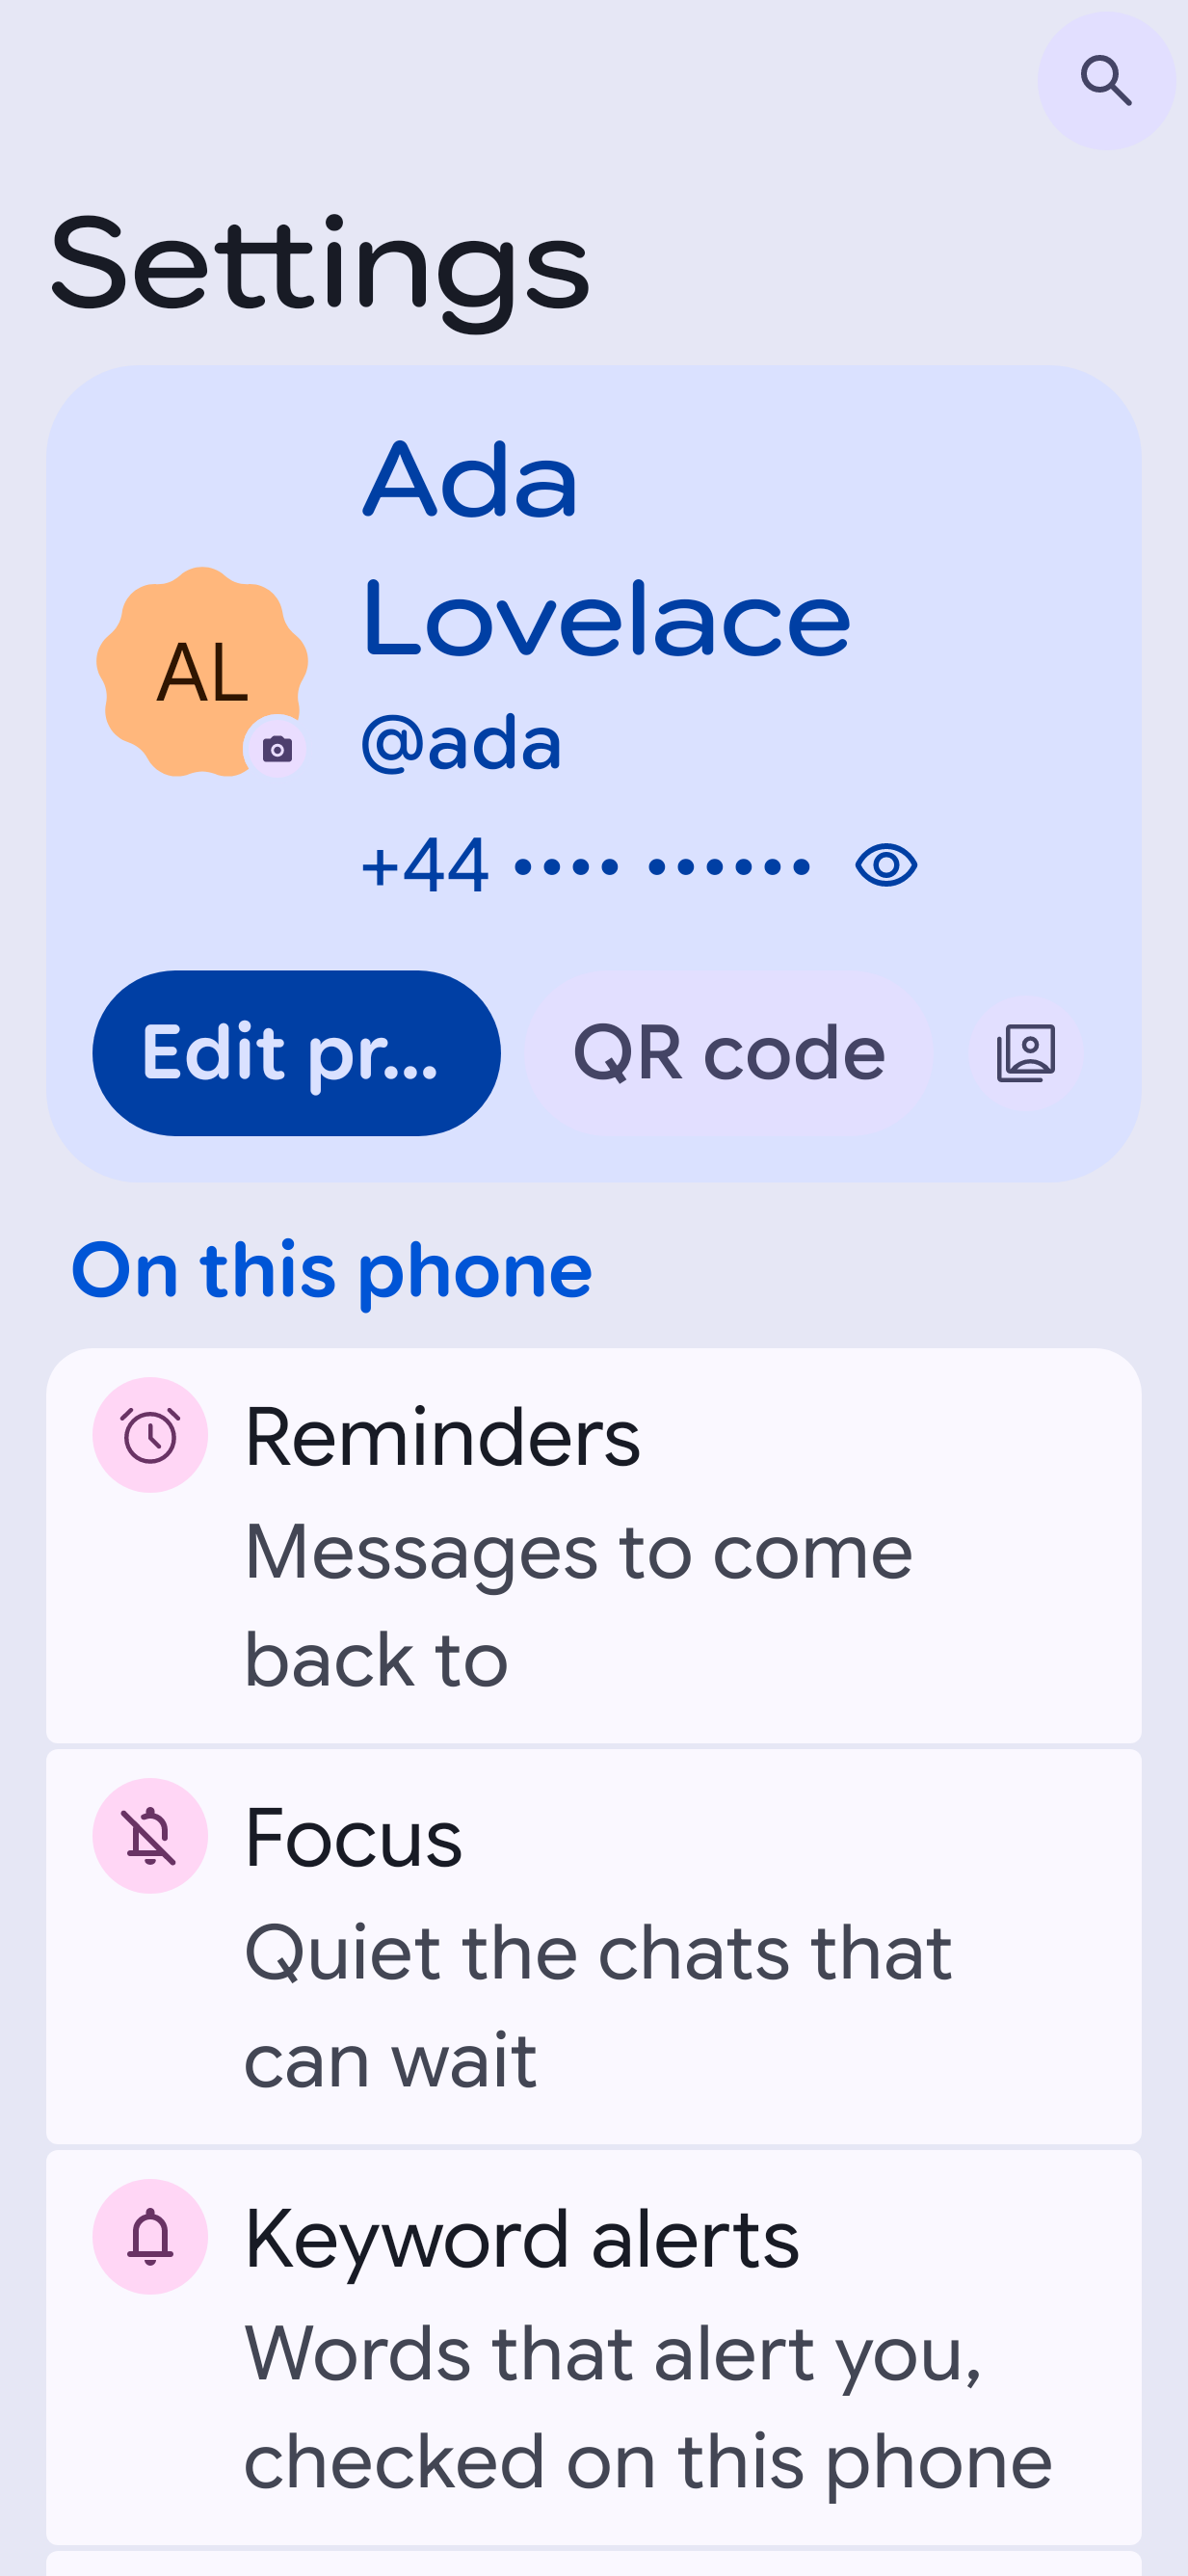 Settings
Ada
Lovelace
AL
@ada
+44 •••• ••••••
Edit pr...
QR code
On this phone
Reminders
Messages to come
back to
Focus
Quiet the chats that
can wait
Keyword alerts
Words that alert you,
checked on this phone